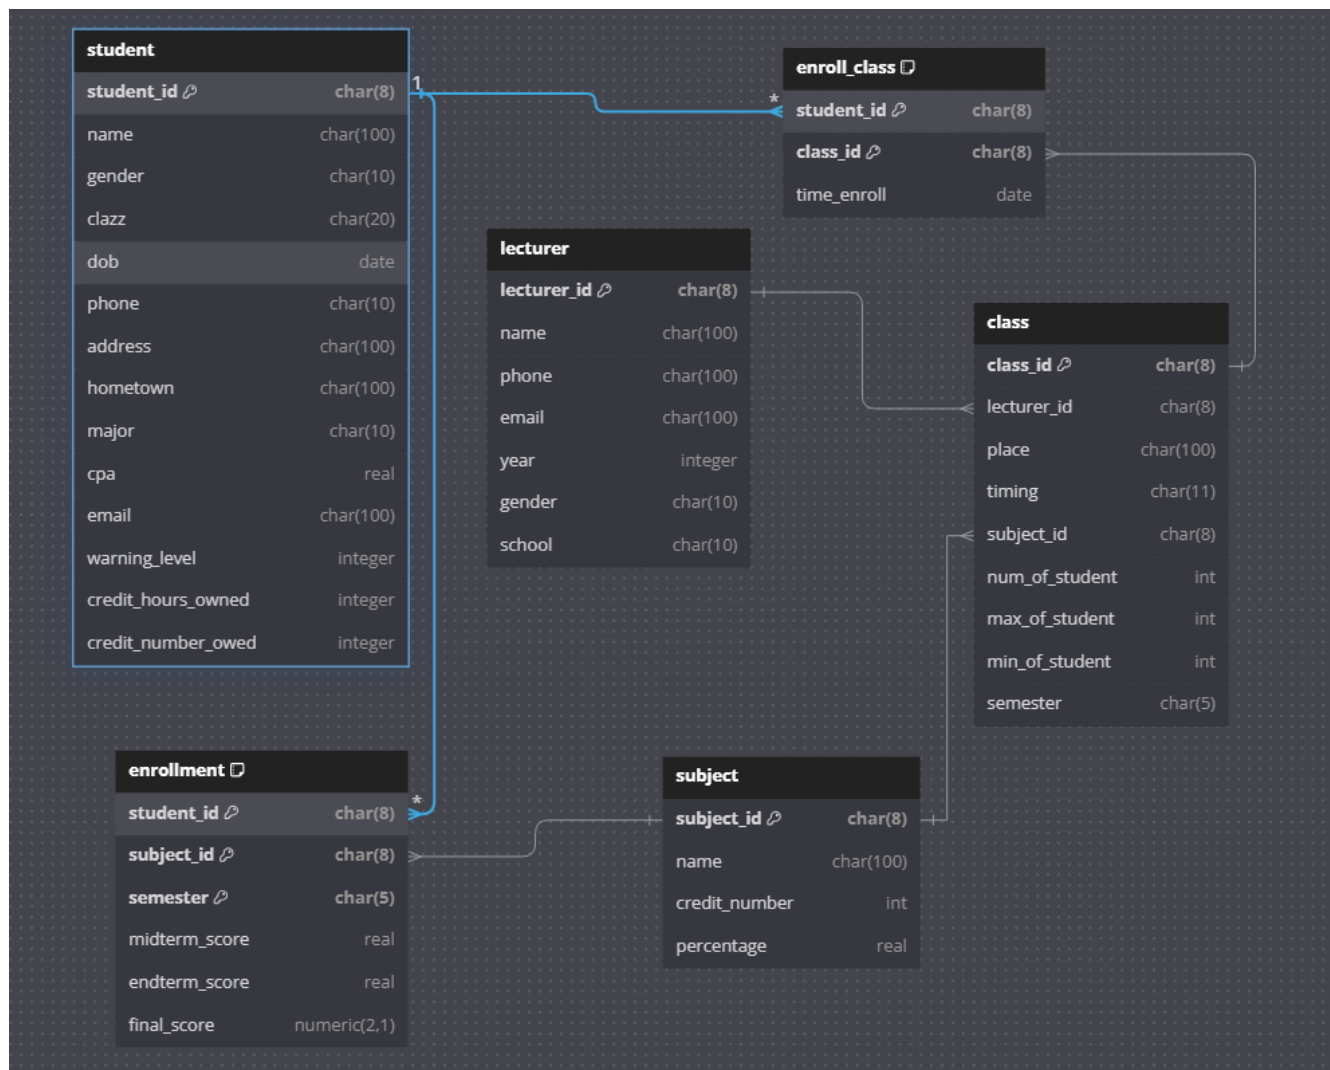 student
student_id char(8)
name char(100)
gender char(10)
clazz char(20)
dob date
phone char(10)
address char(100)
hometown char(100)
major char(10)
cpa real
email char(100)
warning_level integer
credit_hours_owned integer
credit_number_owed integer
1
*
enroll_class
student_id char(8)
class_id char(8)
time_enroll date
lecturer
lecturer_id char(8)
name char(100)
phone char(100)
email char(100)
year integer
gender char(10)
school char(10)
class
class_id char(8)
lecturer_id char(8)
place char(100)
timing char(11)
subject_id char(8)
num_of_student int
max_of_student int
min_of_student int
semester char(5)
enrollment
student_id char(8)
*
subject_id char(8)
semester char(5)
midterm_score real
endterm_score real
final_score numeric(2,1)
subject
subject_id char(8)
name char(100)
credit_number int
percentage real